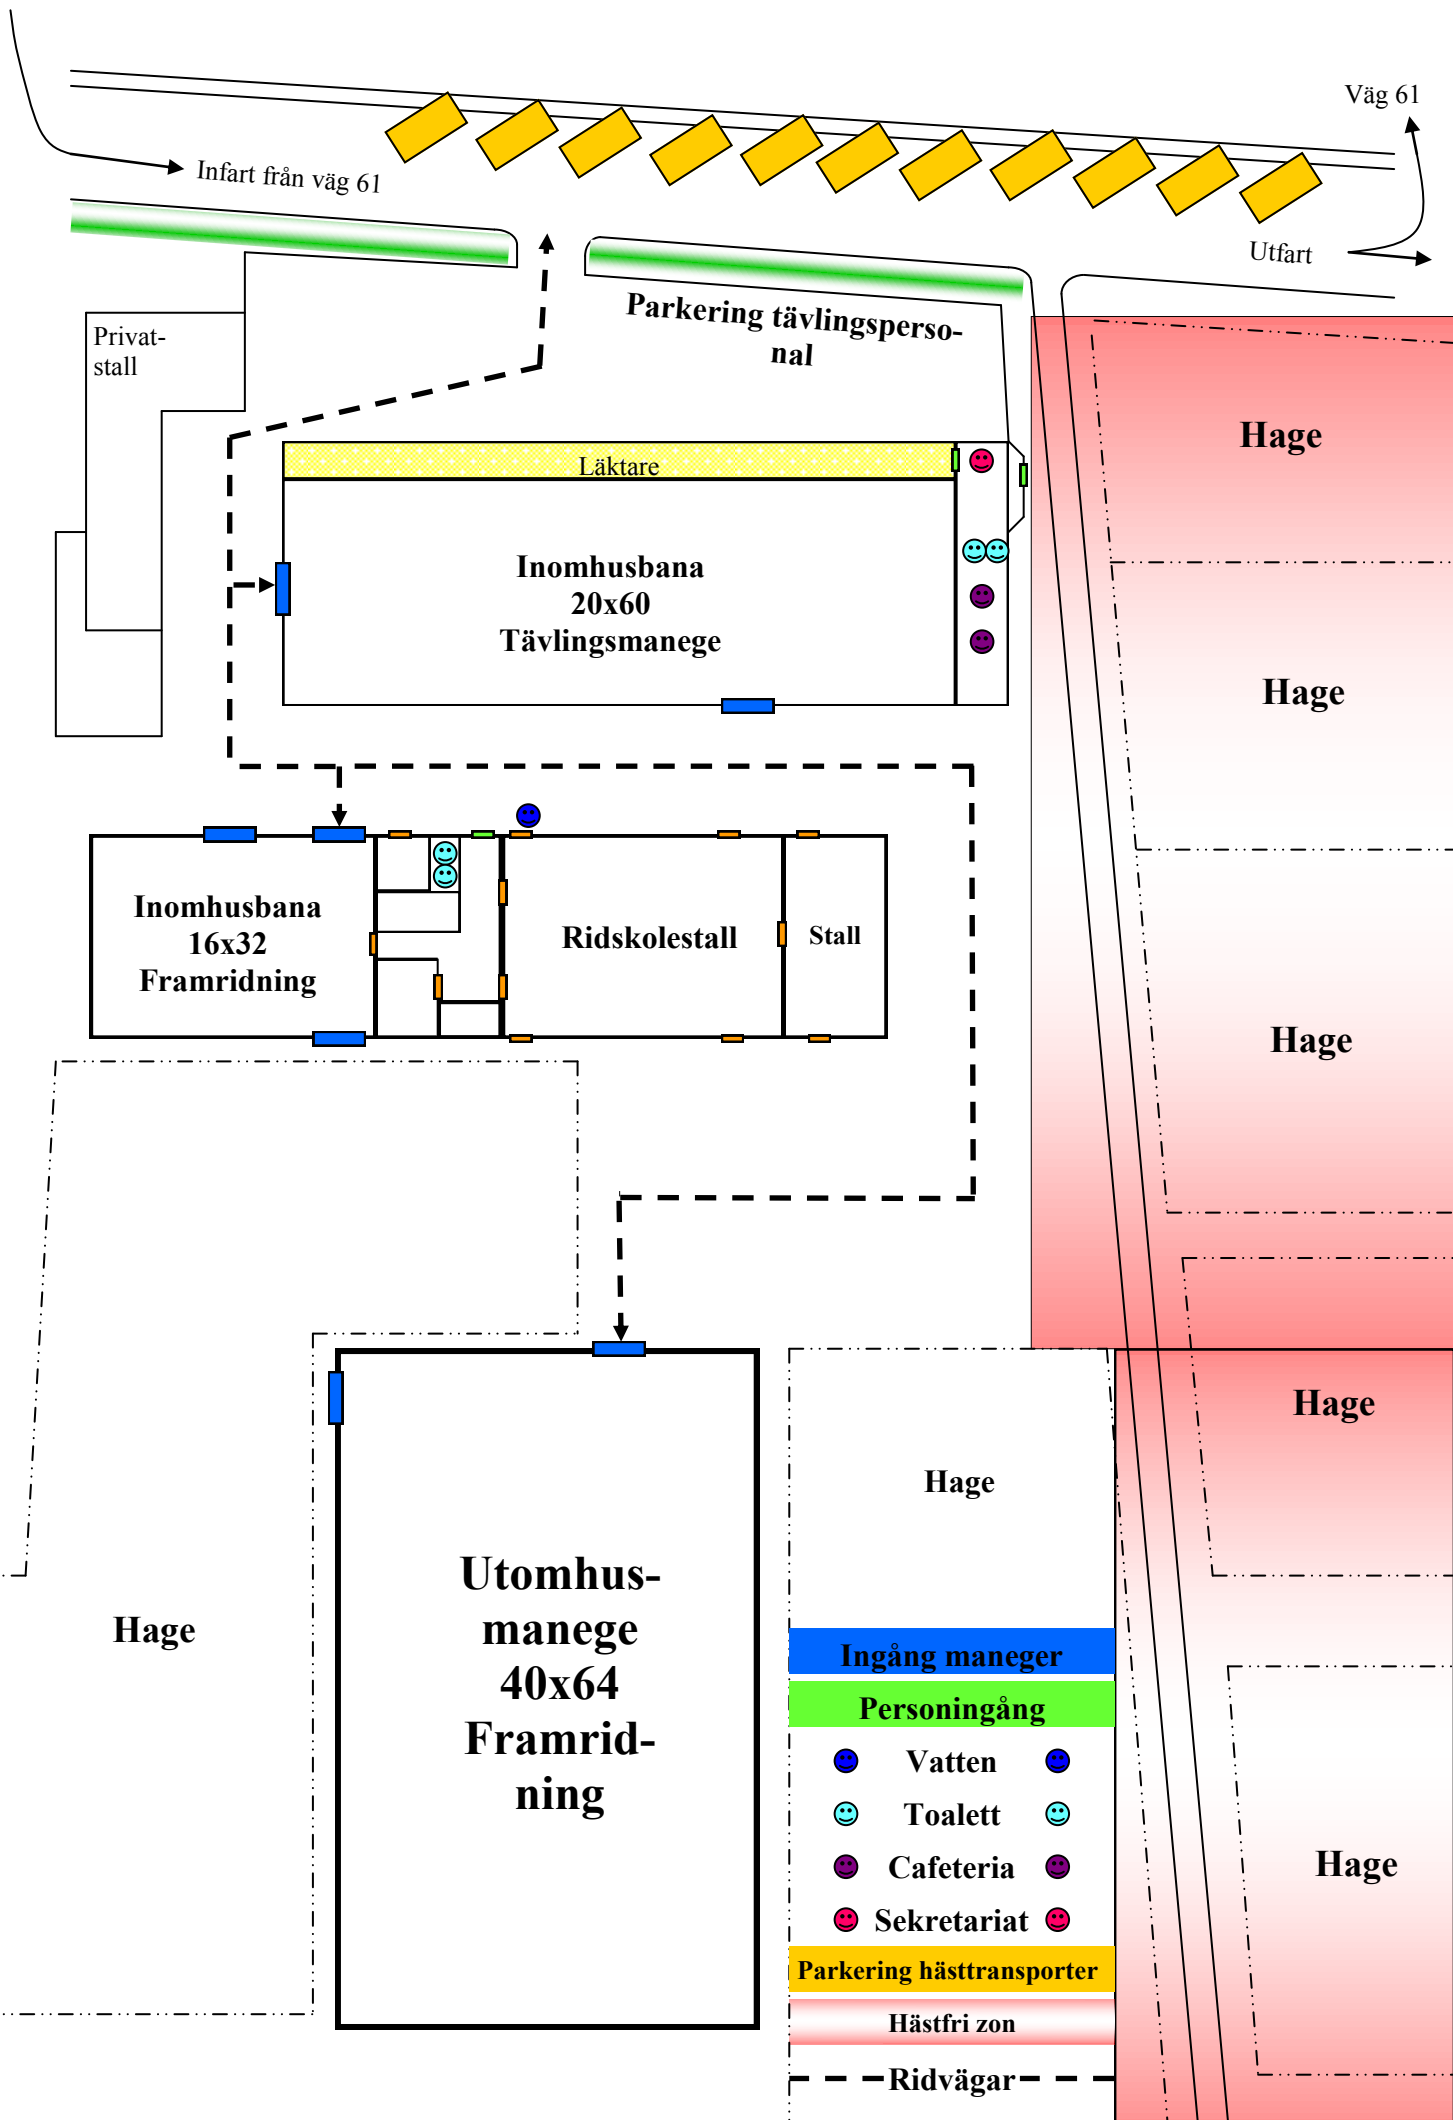 Väg 61
Infart från väg 61
Utfart
Parkering tävlingsperso-
nal
Privat-
stall
Hage
Läktare
Inomhusbana
20x60
Tävlingsmanege
Hage
Inomhusbana
16x32
Framridning
Ridskolestall
Stall
Hage
Hage
Hage
Utomhus-
manege
40x64
Framrid-
ning
Hage
Ingång maneger
Personingång
Vatten
Toalett
Cafeteria
Sekretariat
Parkering hästtransporter
Hästfri zon
Ridvägar
Hage